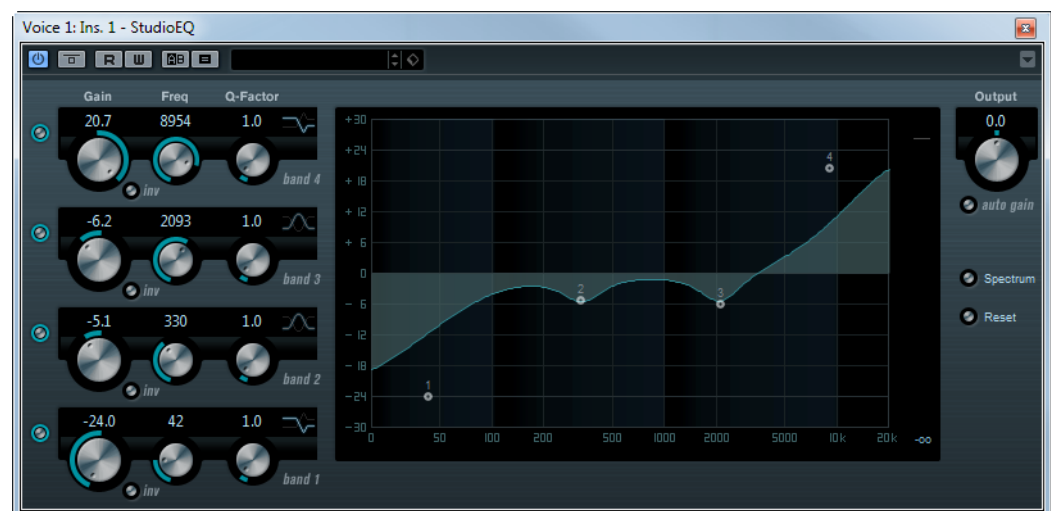 Voice 1: Ins. 1 - StudioEQ
R W AB
Gain Freq Q-Factor Output
20.7 8954 1.0 0.0
inv band 4
auto gain
-6.2 2093 1.0
inv band 3
Spectrum
Reset
-5.1 330 1.0
inv band 2
-24.0 42 1.0
inv band 1
+30
+24
+ 18
+ 12
+ 6
0
- 6
- 12
- 18
- 24
- 30
1 2 3 4
0 50 100 200 500 1000 2000 5000 10k 20k -∞